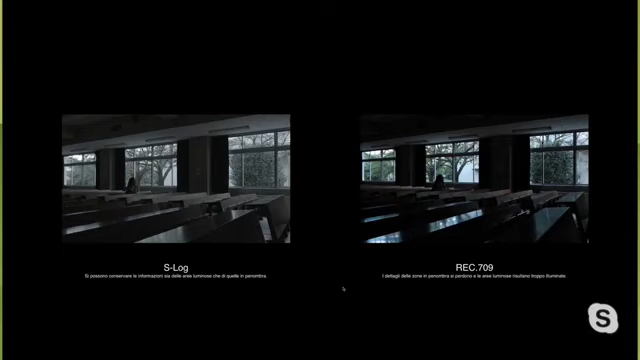 S-Log
Si possono conservare le informazioni sia delle aree luminose che di quelle in penombra.
REC.709
I dettagli delle zone in penombra si perdono e le aree luminose risultano troppo illuminate.